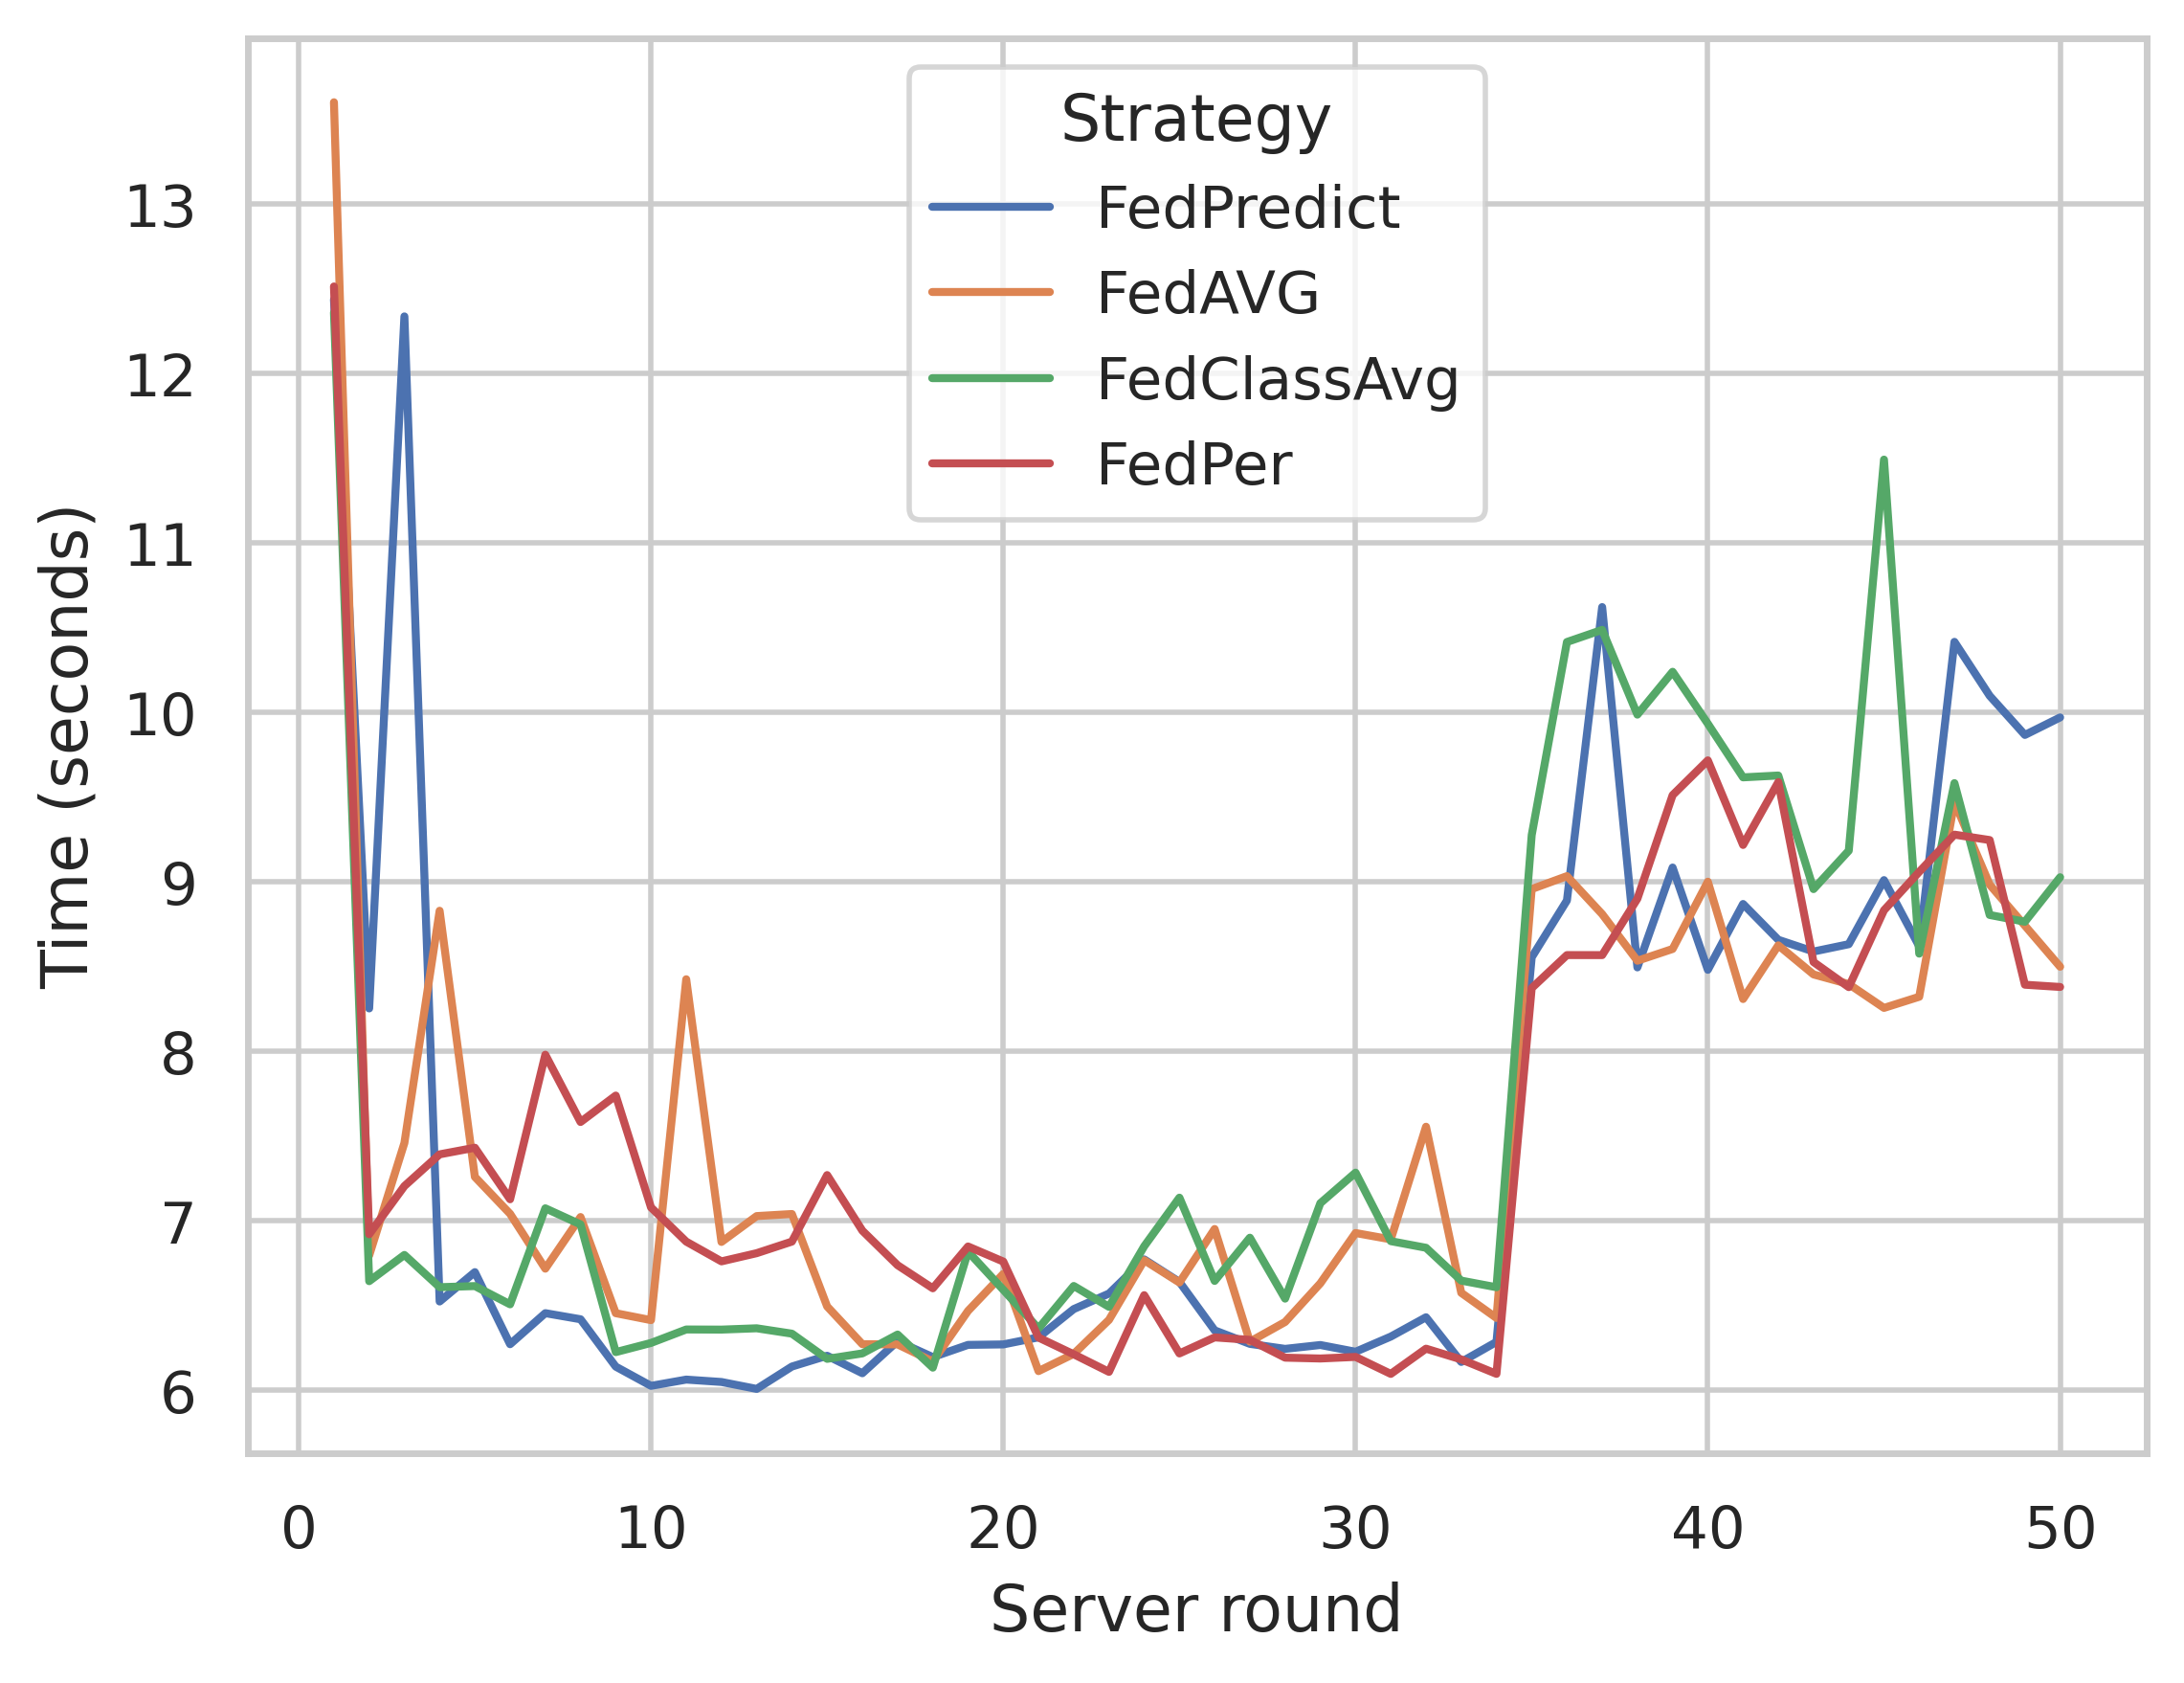 Strategy
FedPredict
FedAVG
FedClassAvg
FedPer
Time (seconds)
13
12
11
10
9
8
7
6
0 10 20 30 40 50
Server round